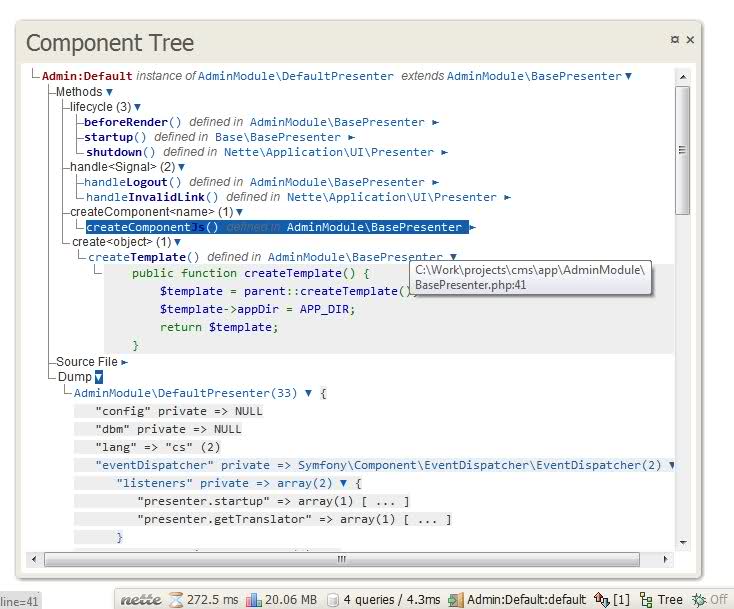 Component Tree
Admin:Default instance of AdminModule\DefaultPresenter extends AdminModule\BasePresenter ▼
Methods ▼
lifecycle (3) ▼
beforeRender() defined in AdminModule\BasePresenter ►
startup() defined in Base\BasePresenter ►
shutdown() defined in Nette\Application\UI\Presenter ►
handle<Signal> (2) ▼
handleLogout() defined in AdminModule\BasePresenter ►
handleInvalidLink() defined in Nette\Application\UI\Presenter ►
createComponent<name> (1) ▼
createComponentJs() defined in AdminModule\BasePresenter ►
create<object> (1) ▼
createTemplate() defined in AdminModule\BasePresenter ▼
public function createTemplate() {
$template = parent::createTemplate()
$template->appDir = APP_DIR;
return $template;
}
C:\Work\projects\cms\app\AdminModule\
BasePresenter.php:41
Source File ►
Dump ▼
AdminModule\DefaultPresenter(33) ▼ {
"config" private => NULL
"dbm" private => NULL
"lang" => "cs" (2)
"eventDispatcher" private => Symfony\Component\EventDispatcher\EventDispatcher(2) ▼
"listeners" private => array(2) ▼ {
"presenter.startup" => array(1) [ ... ]
"presenter.getTranslator" => array(1) [ ... ]
}
line=41
nette 272.5 ms 20.06 MB 4 queries / 4.3ms Admin:Default:default [1] Tree Off